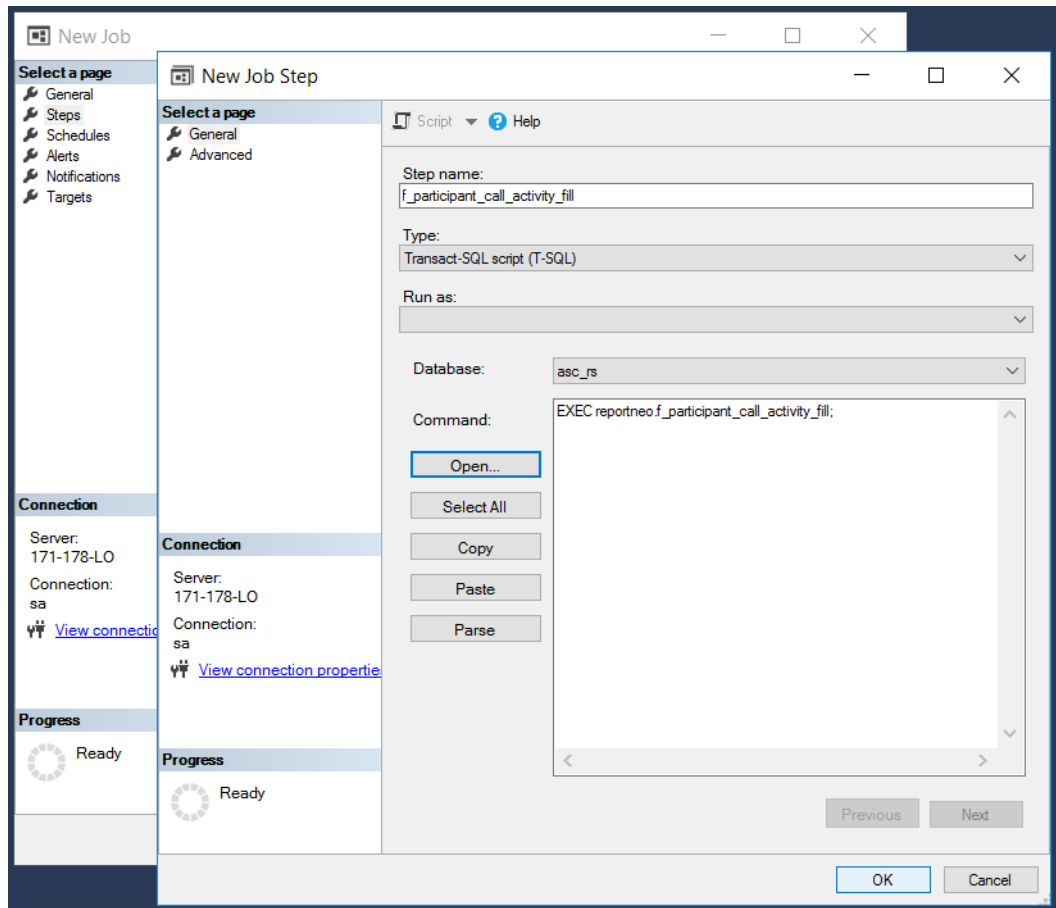 New Job
Select a page
General
Steps
Schedules
Alerts
Notifications
Targets
Connection
Server:
171-178-LO
Connection:
sa
View connectio
Progress
Ready
New Job Step
Select a page
General
Advanced
Connection
Server:
171-178-LO
Connection:
sa
View connection propertie
Progress
Ready
Script Help
Step name:
f_participant_call_activity_fill
Type:
Transact-SQL script (T-SQL)
Run as:
Database: asc_rs
Command: EXEC reportneo.f_participant_call_activity_fill;
Open...
Select All
Copy
Paste
Parse
Previous Next
OK Cancel